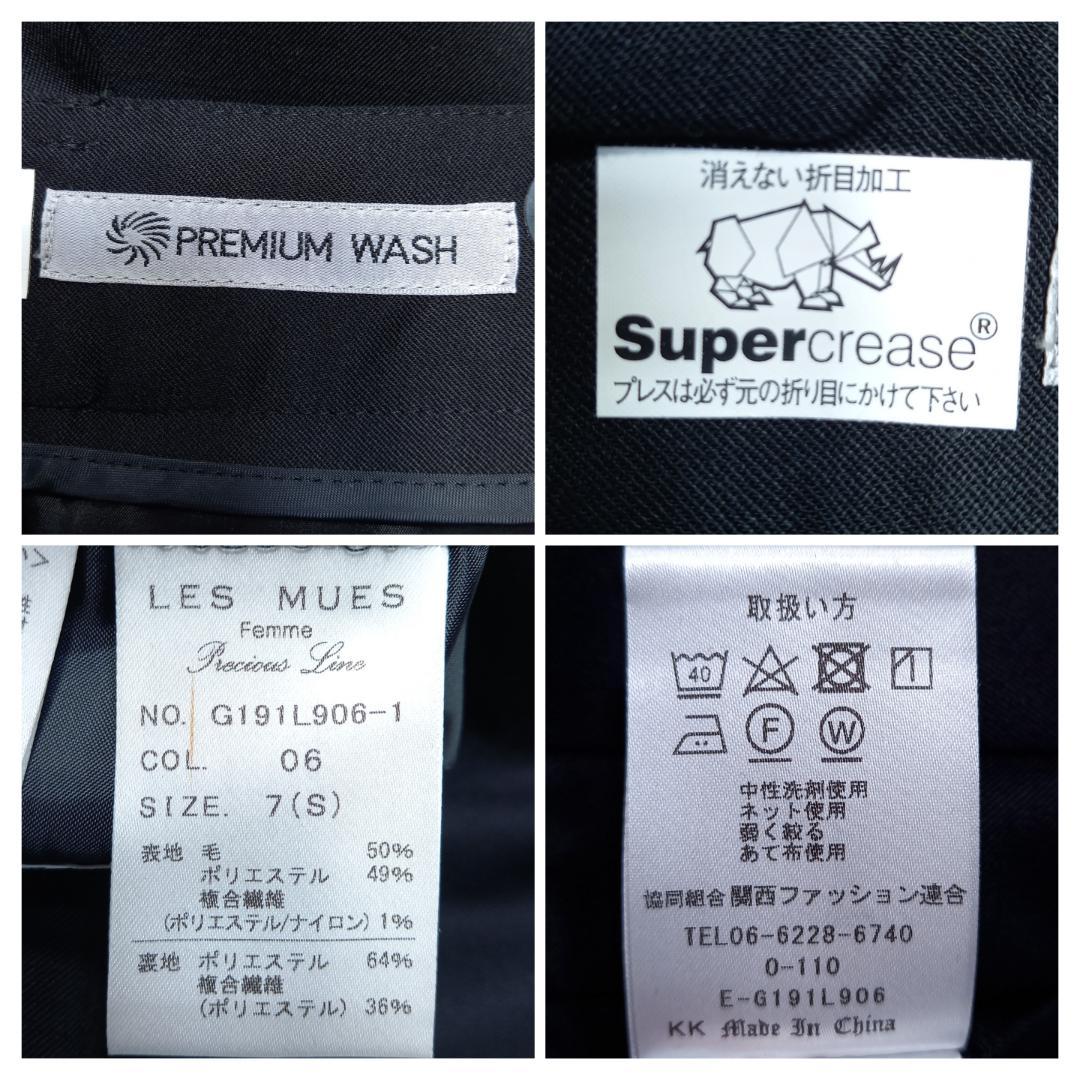 PREMIUM WASH
消えない折目加工
Supercrease®
プレスは必ず元の折り目にかけて下さい
LES MUES
Femme
Precious Line
NO. G191L906-1
COL. 06
SIZE. 7(S)
表地 毛 50%
ポリエステル 49%
複合繊維
(ポリエステル/ナイロン) 1%
裏地 ポリエステル 64%
複合繊維
(ポリエステル) 36%
取扱い方
40
F W
中性洗剤使用
ネット使用
弱く絞る
あて布使用
協同組合関西ファッション連合
TEL06-6228-6740
0-110
E-G191L906
KK Made In China